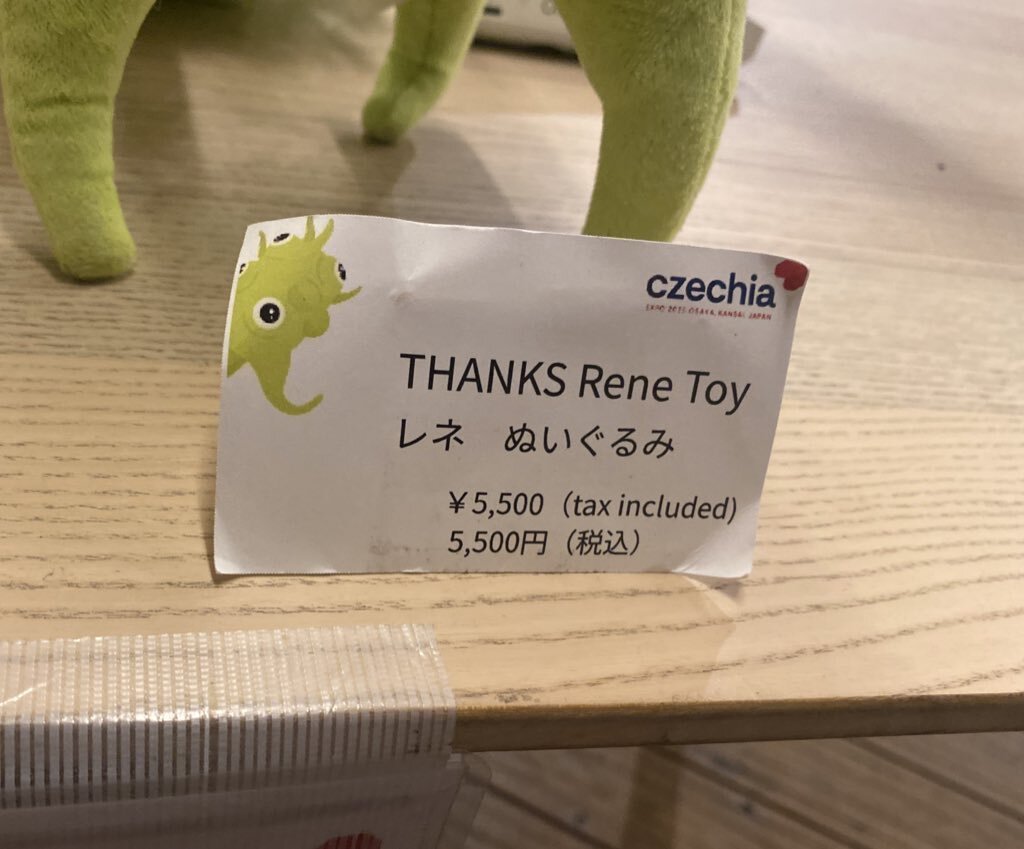 czechia
EXPO 2025 OSAKA, KANSAI, JAPAN
THANKS Rene Toy
レネ　ぬいぐるみ
¥5,500（tax included)
5,500円（税込）